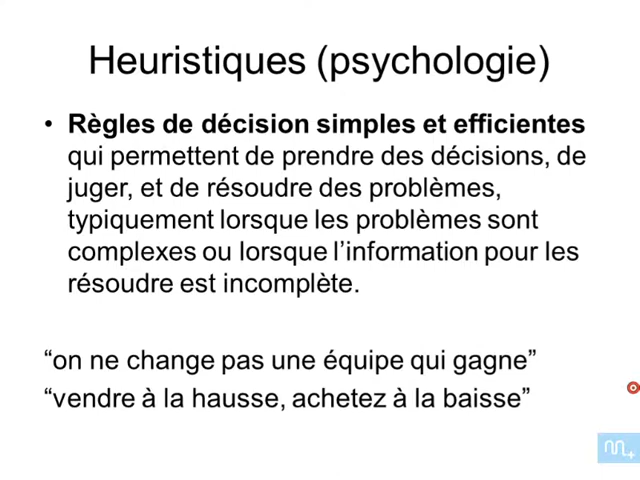 Heuristiques (psychologie)
• Règles de décision simples et efficientes
qui permettent de prendre des décisions, de
juger, et de résoudre des problèmes,
typiquement lorsque les problèmes sont
complexes ou lorsque l’information pour les
résoudre est incomplète.
“on ne change pas une équipe qui gagne”
“vendre à la hausse, achetez à la baisse”